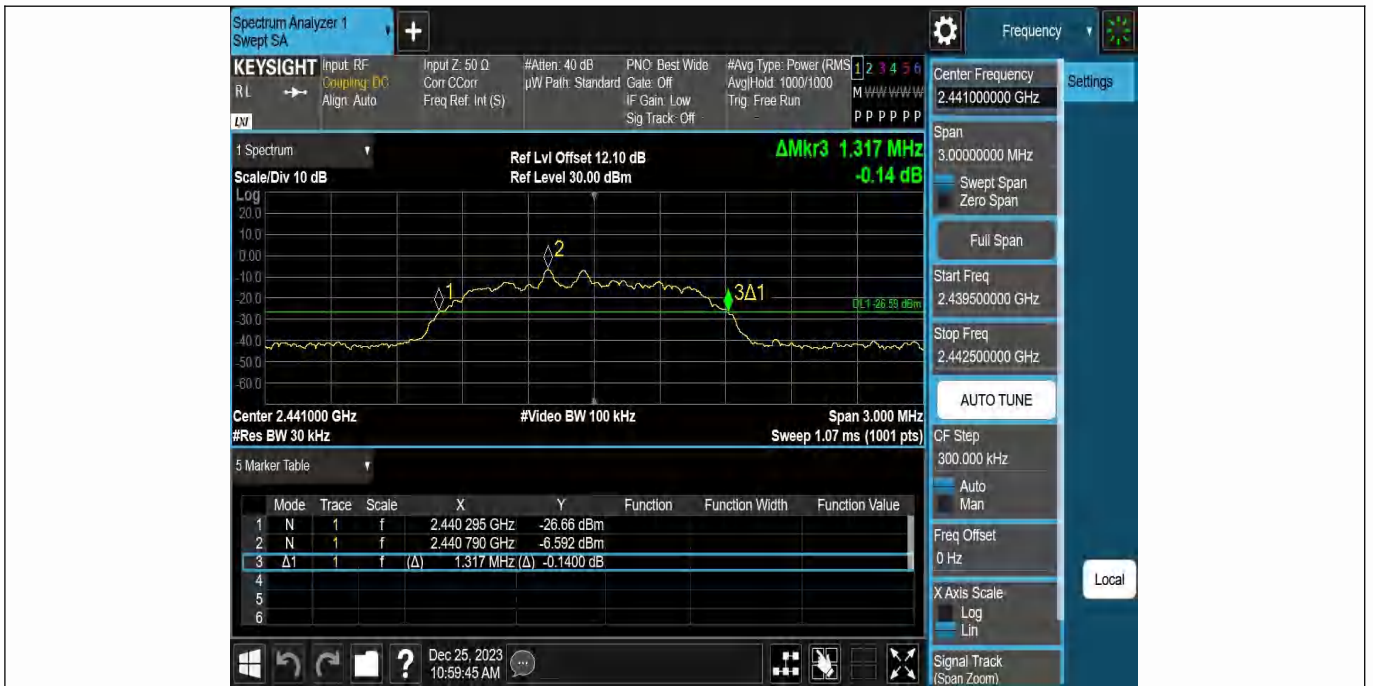 Spectrum Analyzer 1
Swept SA
+
Frequency
KEYSIGHT
RL
LXI
Input: RF
Coupling: DC
Align: Auto
Input Z: 50 Ω
Corr CCorr
Freq Ref: Int (S)
#Atten: 40 dB
µW Path: Standard
PNO: Best Wide
Gate: Off
IF Gain: Low
Sig Track: Off
#Avg Type: Power (RMS
Avg|Hold: 1000/1000
Trig: Free Run
1 2 3 4 5 6
M W W W W W
P P P P P P
1 Spectrum
Scale/Div 10 dB
Ref Lvl Offset 12.10 dB
Ref Level 30.00 dBm
ΔMkr3 1.317 MHz
-0.14 dB
Log
20.0
10.0
0.00
-10.0
-20.0
-30.0
-40.0
-50.0
-60.0
1
2
3Δ1
DL1 -26.59 dBm
Center 2.441000 GHz
#Video BW 100 kHz
Span 3.000 MHz
#Res BW 30 kHz
Sweep 1.07 ms (1001 pts)
5 Marker Table
Mode Trace Scale X Y Function Function Width Function Value
1 N 1 f 2.440 295 GHz -26.66 dBm
2 N 1 f 2.440 790 GHz -6.592 dBm
3 Δ1 1 f (Δ) 1.317 MHz (Δ) -0.1400 dB
4
5
6
?
Dec 25, 2023
10:59:45 AM
Center Frequency
2.441000000 GHz
Span
3.00000000 MHz
Swept Span
Zero Span
Full Span
Start Freq
2.439500000 GHz
Stop Freq
2.442500000 GHz
AUTO TUNE
CF Step
300.000 kHz
Auto
Man
Freq Offset
0 Hz
X Axis Scale
Log
Lin
Signal Track
(Span Zoom)
Settings
Local